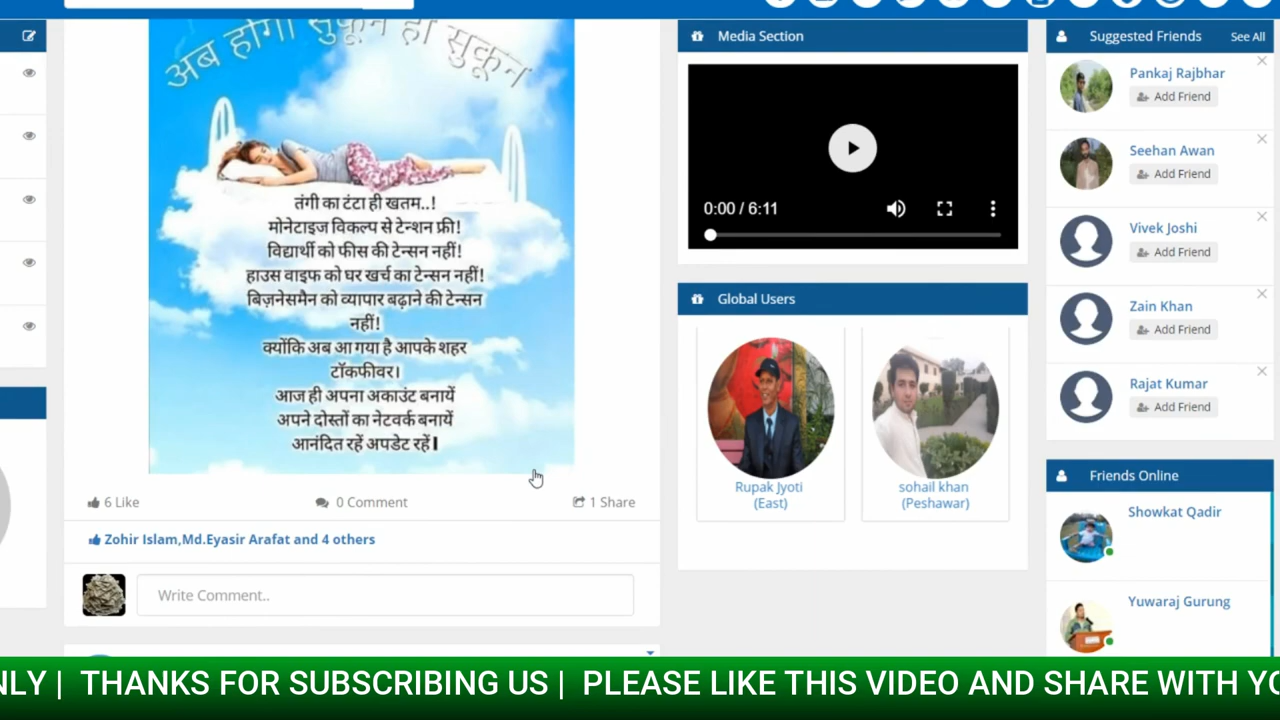 अब होगा सुकून ही सुकून
तंगी का टंटा ही खतम..!
मोनेटाइज विकल्प से टेन्शन फ्री!
विद्यार्थी को फीस की टेन्सन नहीं!
हाउस वाइफ को घर खर्च का टेन्सन नहीं!
बिज़नेसमैन को व्यापार बढ़ाने की टेन्सन
नहीं!
क्योंकि अब आ गया है आपके शहर
टॉकफीवर।
आज ही अपना अकाउंट बनायें
अपने दोस्तों का नेटवर्क बनायें
आनंदित रहें अपडेट रहें।
6 Like
0 Comment
1 Share
Zohir Islam,Md.Eyasir Arafat and 4 others
Write Comment..
Media Section
0:00 / 6:11
Global Users
Rupak Jyoti
(East)
sohail khan
(Peshawar)
Suggested Friends
See All
Pankaj Rajbhar
Add Friend
Seehan Awan
Add Friend
Vivek Joshi
Add Friend
Zain Khan
Add Friend
Rajat Kumar
Add Friend
Friends Online
Showkat Qadir
Yuwaraj Gurung
NLY | THANKS FOR SUBSCRIBING US | PLEASE LIKE THIS VIDEO AND SHARE WITH YO